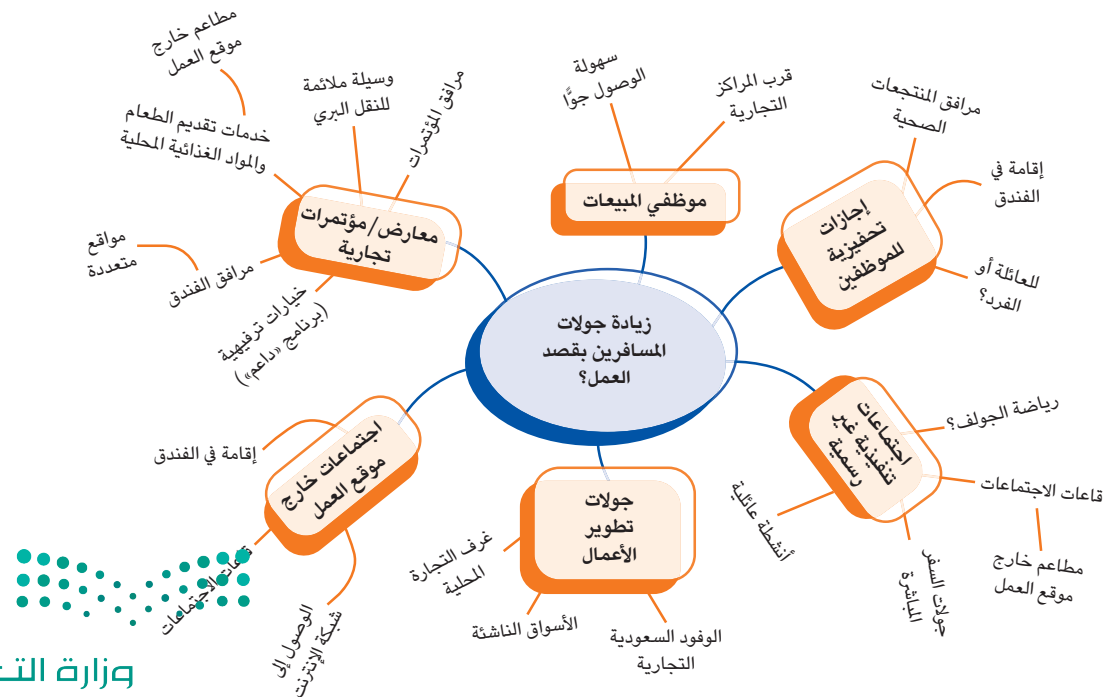 زيادة جولات
المسافرين بقصد
العمل؟
موظفي المبيعات
سهولة
الوصول جوًّا
قرب المراكز
التجارية
إجازات
تحفيزية
للموظفين
مرافق المنتجعات
الصحية
إقامة في
الفندق
للعائلة أو
الفرد؟
اجتماعات
تنفيذية غير
رسمية
رياضة الجولف؟
قاعات الاجتماعات
مطاعم خارج
موقع العمل
جولات السفر
المباشرة
أنشطة عائلية
جولات
تطوير
الأعمال
الوفود السعودية
التجارية
الأسواق الناشئة
غرف التجارة
المحلية
اجتماعات خارج
موقع العمل
إقامة في الفندق
قاعات الاجتماعات
الوصول إلى
شبكة الإنترنت
معارض/مؤتمرات
تجارية
مرافق المؤتمرات
وسيلة ملائمة
للنقل البري
خدمات تقديم الطعام
والمواد الغذائية المحلية
مطاعم خارج
موقع العمل
مرافق الفندق
مواقع
متعددة
خيارات ترفيهية
(برنامج «داعم»)
وزارة